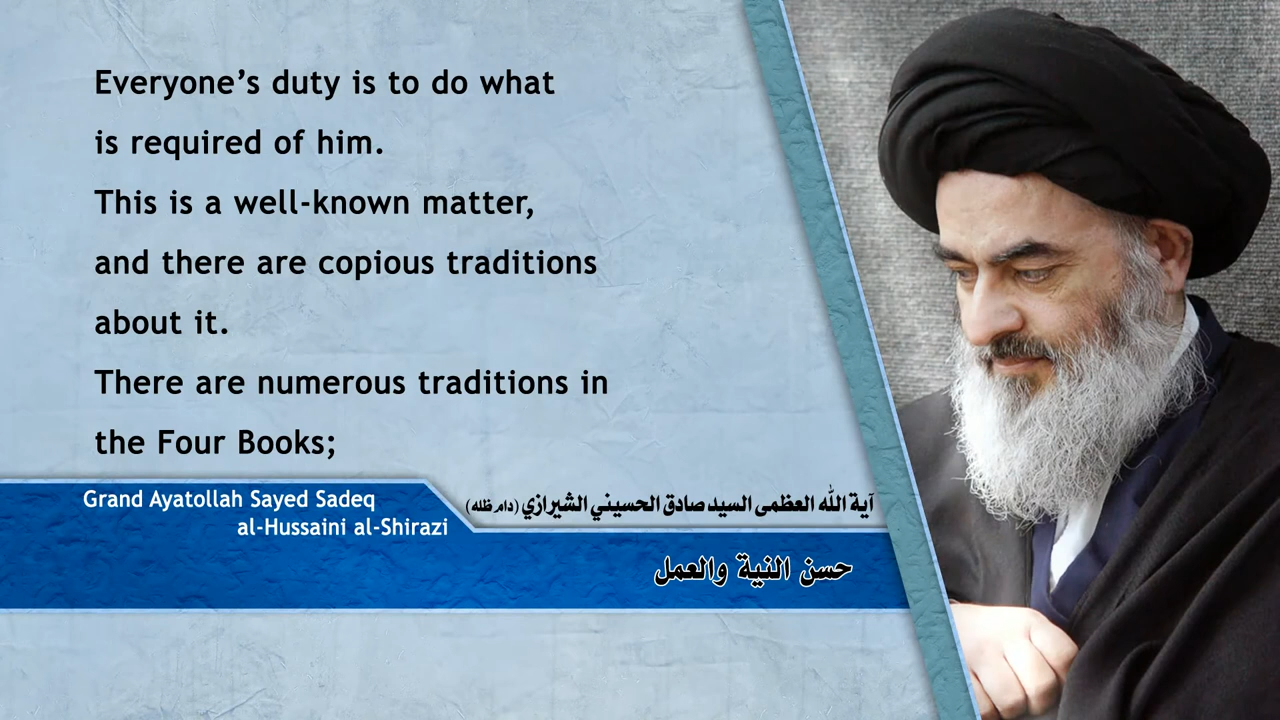 Everyone’s duty is to do what
is required of him.
This is a well-known matter,
and there are copious traditions
about it.
There are numerous traditions in
the Four Books;
Grand Ayatollah Sayed Sadeq
al-Hussaini al-Shirazi
آية الله العظمى السيد صادق الحسيني الشيرازي (دام ظله)
حسن النية والعمل